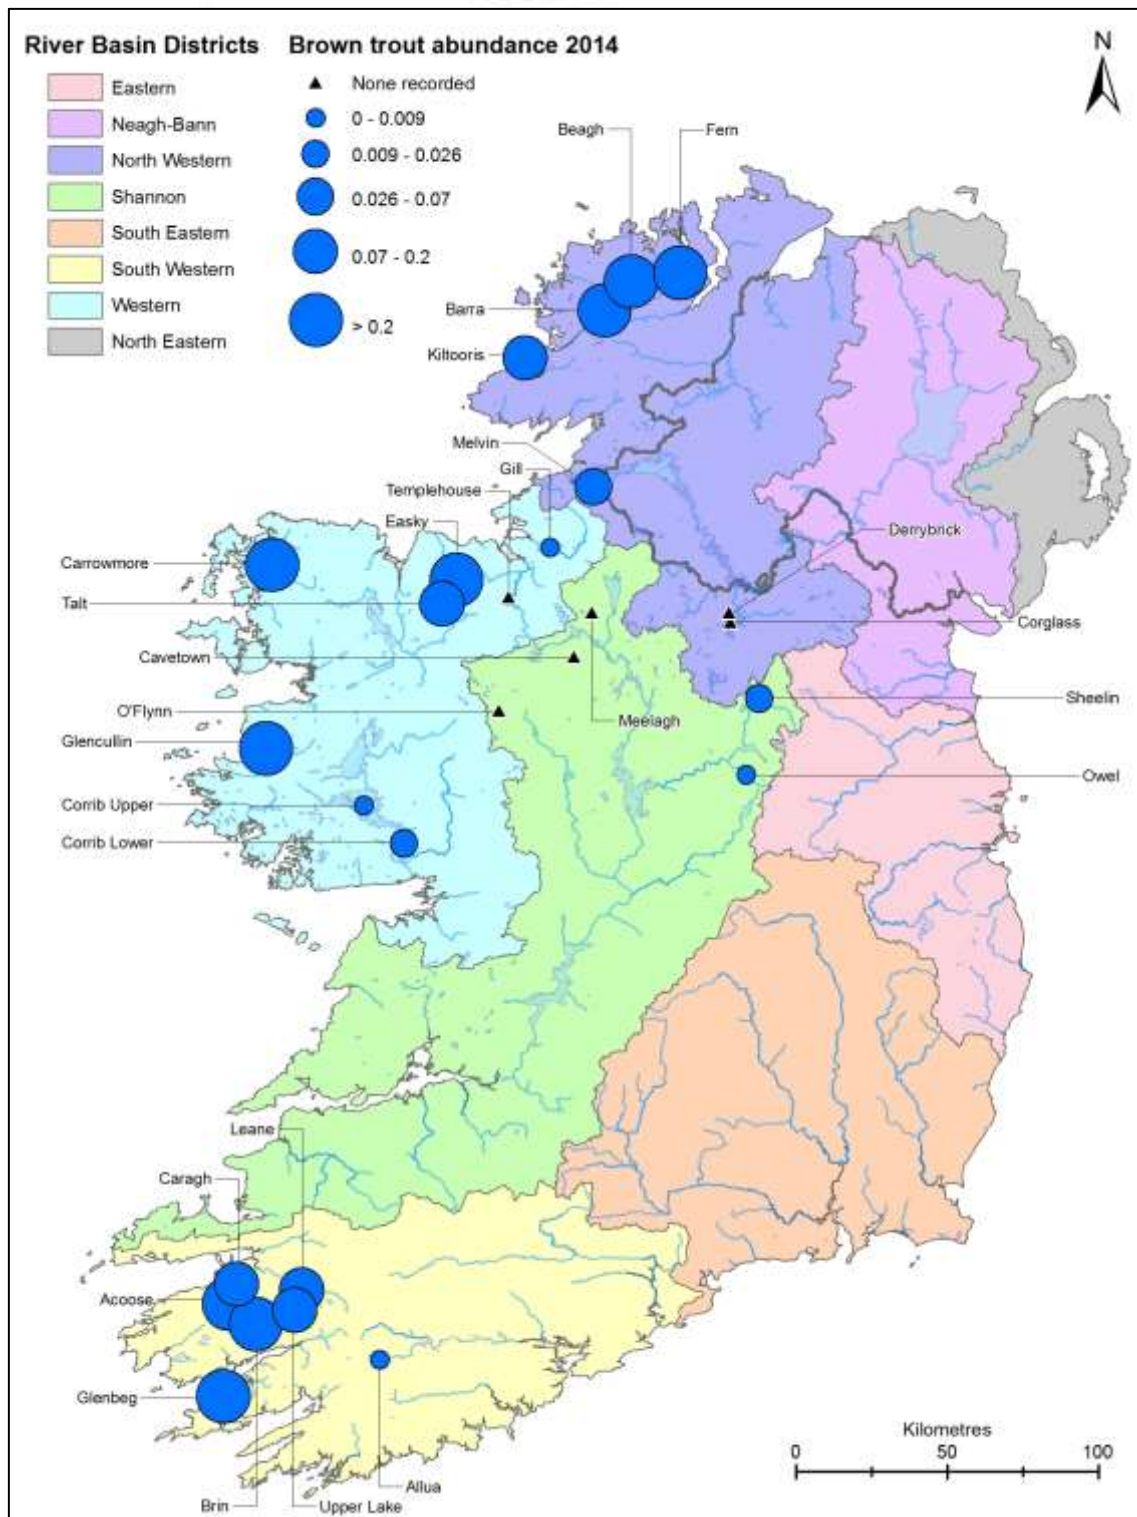 River Basin Districts
Eastern
Neagh-Bann
North Western
Shannon
South Eastern
South Western
Western
North Eastern
Brown trout abundance 2014
None recorded
0 - 0.009
0.009 - 0.026
0.026 - 0.07
0.07 - 0.2
> 0.2
N
Beagh
Fern
Barra
Kiltooris
Melvin
Gill
Templehouse
Easky
Derrybrick
Carrowmore
Talt
Corglass
Cavetown
Sheelin
O'Flynn
Meelagh
Glencullin
Owel
Corrib Upper
Corrib Lower
Leane
Caragh
Acoose
Glenbeg
Kilometres
0 50 100
Allua
Brin
Upper Lake